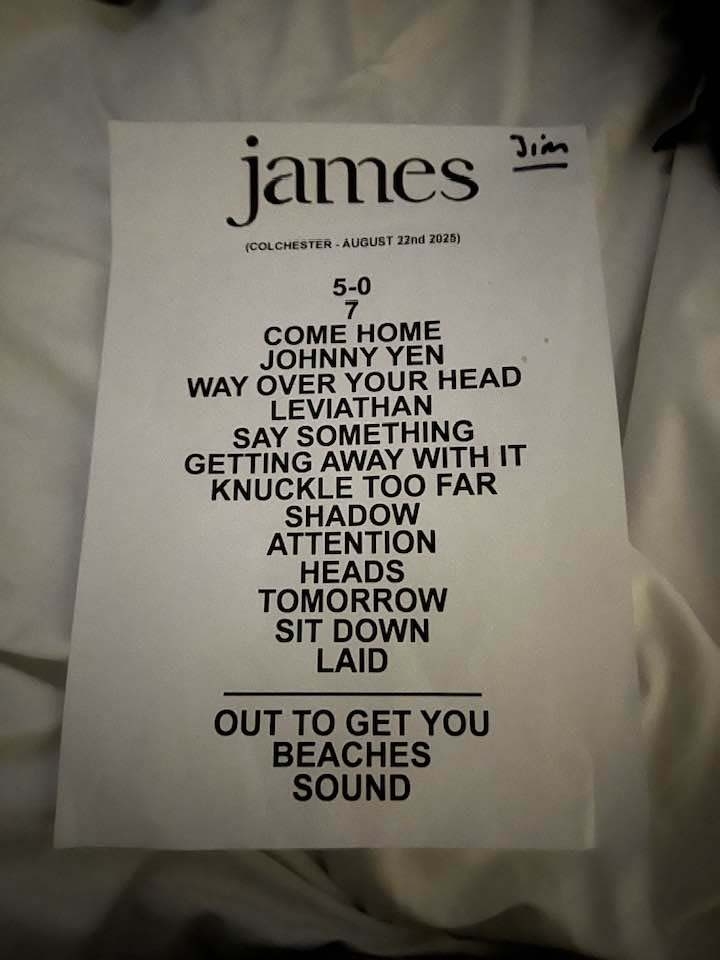 james
Jim
(COLCHESTER - AUGUST 22nd 2025)
5-0
7
COME HOME
JOHNNY YEN
WAY OVER YOUR HEAD
LEVIATHAN
SAY SOMETHING
GETTING AWAY WITH IT
KNUCKLE TOO FAR
SHADOW
ATTENTION
HEADS
TOMORROW
SIT DOWN
LAID
OUT TO GET YOU
BEACHES
SOUND